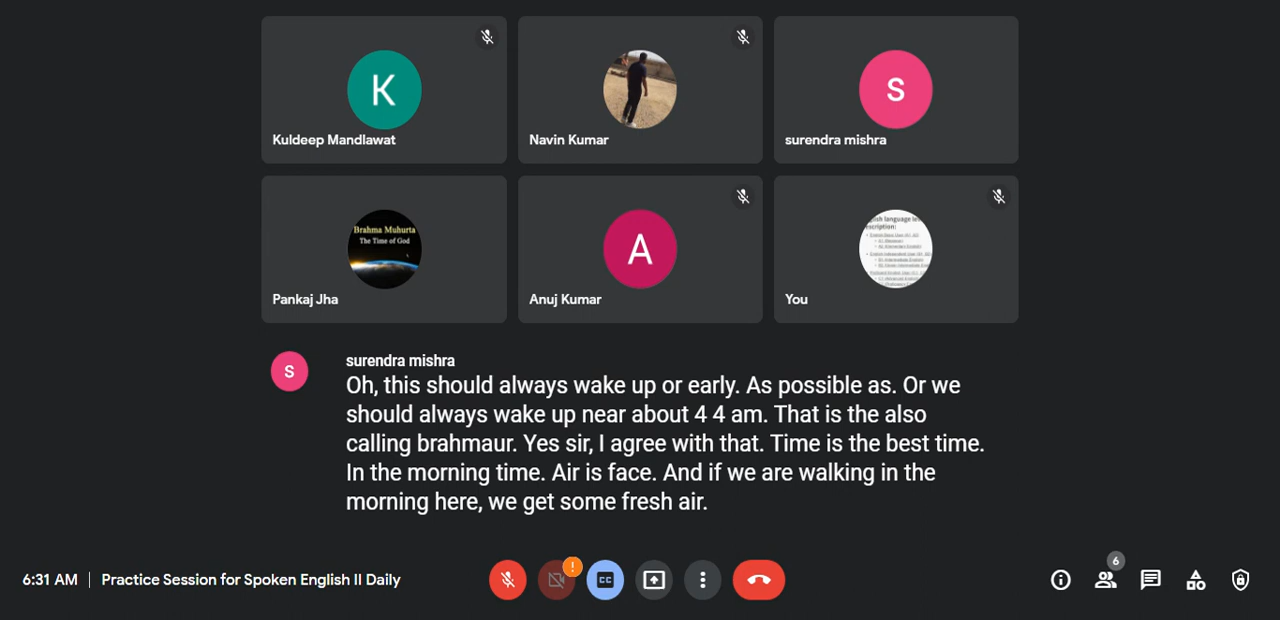 K
S
Kuldeep Mandlawat
Navin Kumar
surendra mishra
Brahma Muhurta
The Time of God
A
Pankaj Jha
Anuj Kumar
You
S
surendra mishra
Oh, this should always wake up or early. As possible as. Or we
should always wake up near about 4 4 am. That is the also
calling brahmaur. Yes sir, I agree with that. Time is the best time.
In the morning time. Air is face. And if we are walking in the
morning here, we get some fresh air.
6:31 AM | Practice Session for Spoken English II Daily
!
CC
6